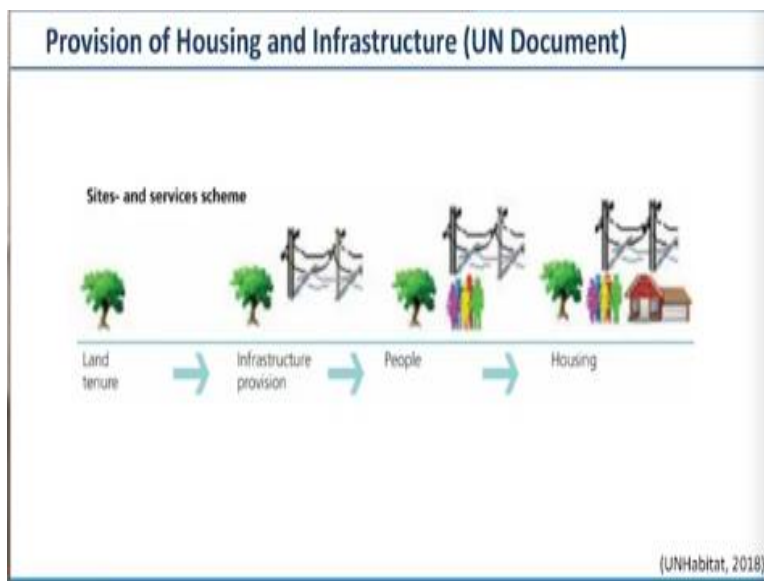 Provision of Housing and Infrastructure (UN Document)
Sites- and services scheme
Land
tenure
Infrastructure
provision
People
Housing
(UNHabitat, 2018)